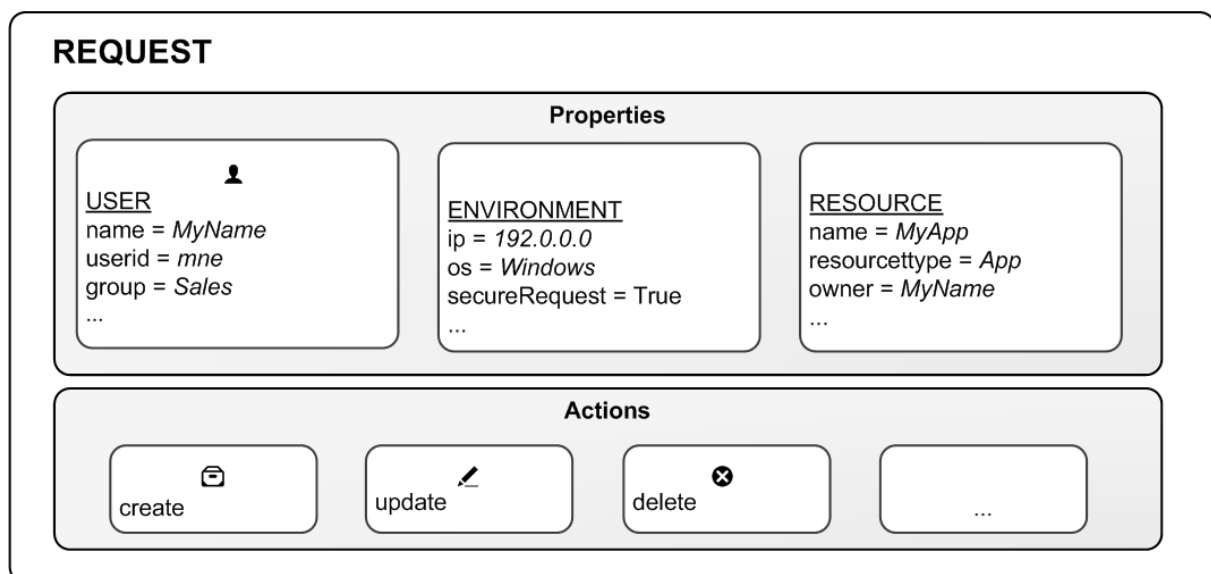 REQUEST
Properties
USER
name = MyName
userid = mne
group = Sales
...
ENVIRONMENT
ip = 192.0.0.0
os = Windows
secureRequest = True
...
RESOURCE
name = MyApp
resourcettype = App
owner = MyName
...
Actions
create
update
delete
...